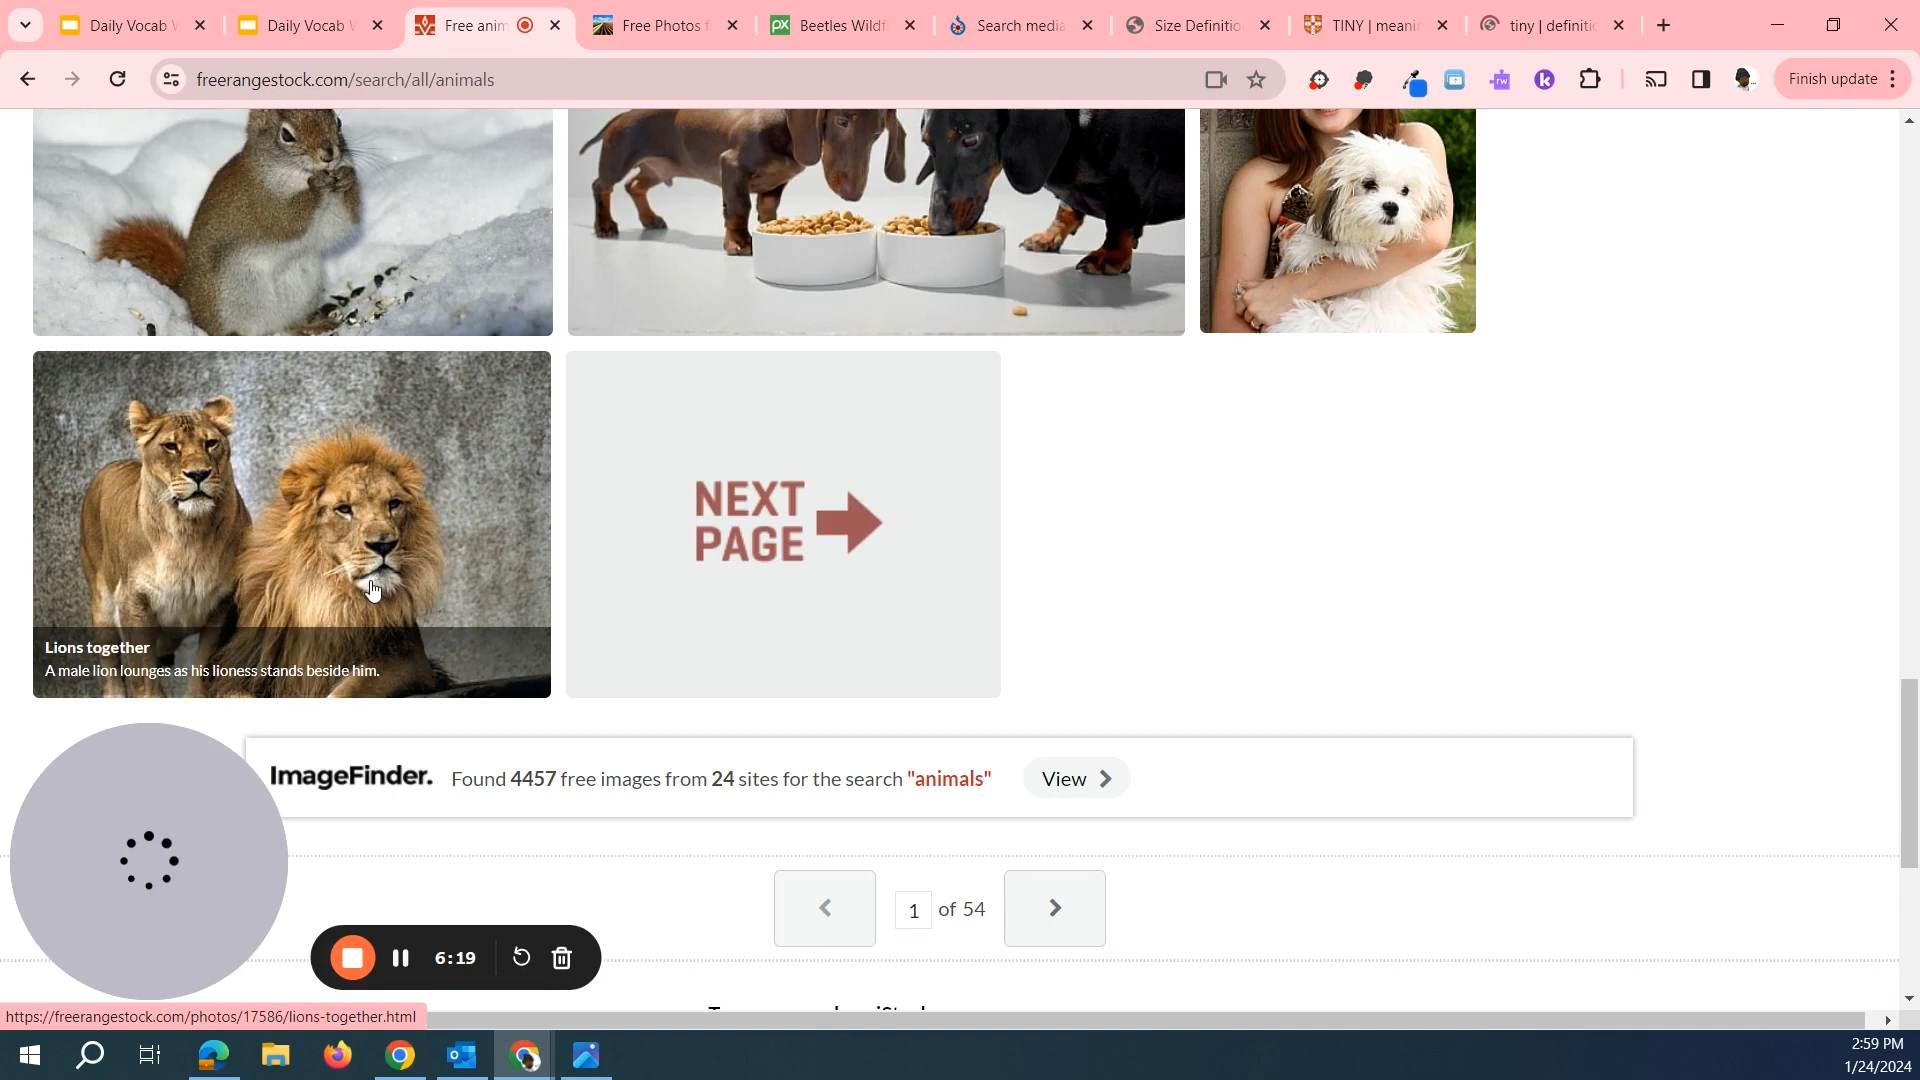 Daily Vocab
Daily Vocab
Free anim
Free Photos f
Beetles Wildf
Search media
Size Definitio
TINY | meani
tiny | definitio
freerangestock.com/search/all/animals
Finish update
NEXT
PAGE
Lions together
A male lion lounges as his lioness stands beside him.
ImageFinder. Found 4457 free images from 24 sites for the search "animals" View
1 of 54
6:19
https://freerangestock.com/photos/17586/lions-together.html
2:59 PM
1/24/2024